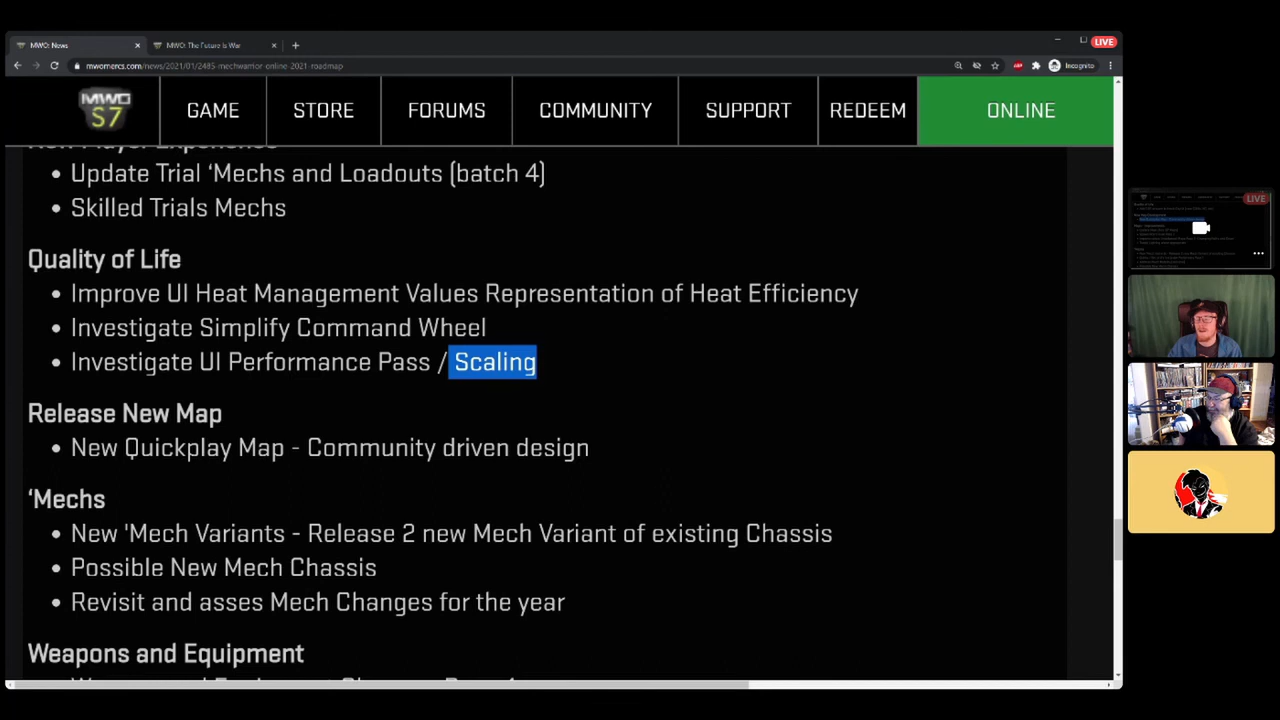 LIVE
MWO: News
MWO: The Future Is War
mwomercs.com/news/2021/01/2485-mechwarrior-online-2021-roadmap
Incognito
MWO
S7
GAME
STORE
FORUMS
COMMUNITY
SUPPORT
REDEEM
ONLINE
New Player Experience
• Update Trial ‘Mechs and Loadouts (batch 4)
• Skilled Trials Mechs
Quality of Life
• Improve UI Heat Management Values Representation of Heat Efficiency
• Investigate Simplify Command Wheel
• Investigate UI Performance Pass / Scaling
Release New Map
• New Quickplay Map - Community driven design
‘Mechs
• New 'Mech Variants - Release 2 new Mech Variant of existing Chassis
• Possible New Mech Chassis
• Revisit and asses Mech Changes for the year
Weapons and Equipment
LIVE